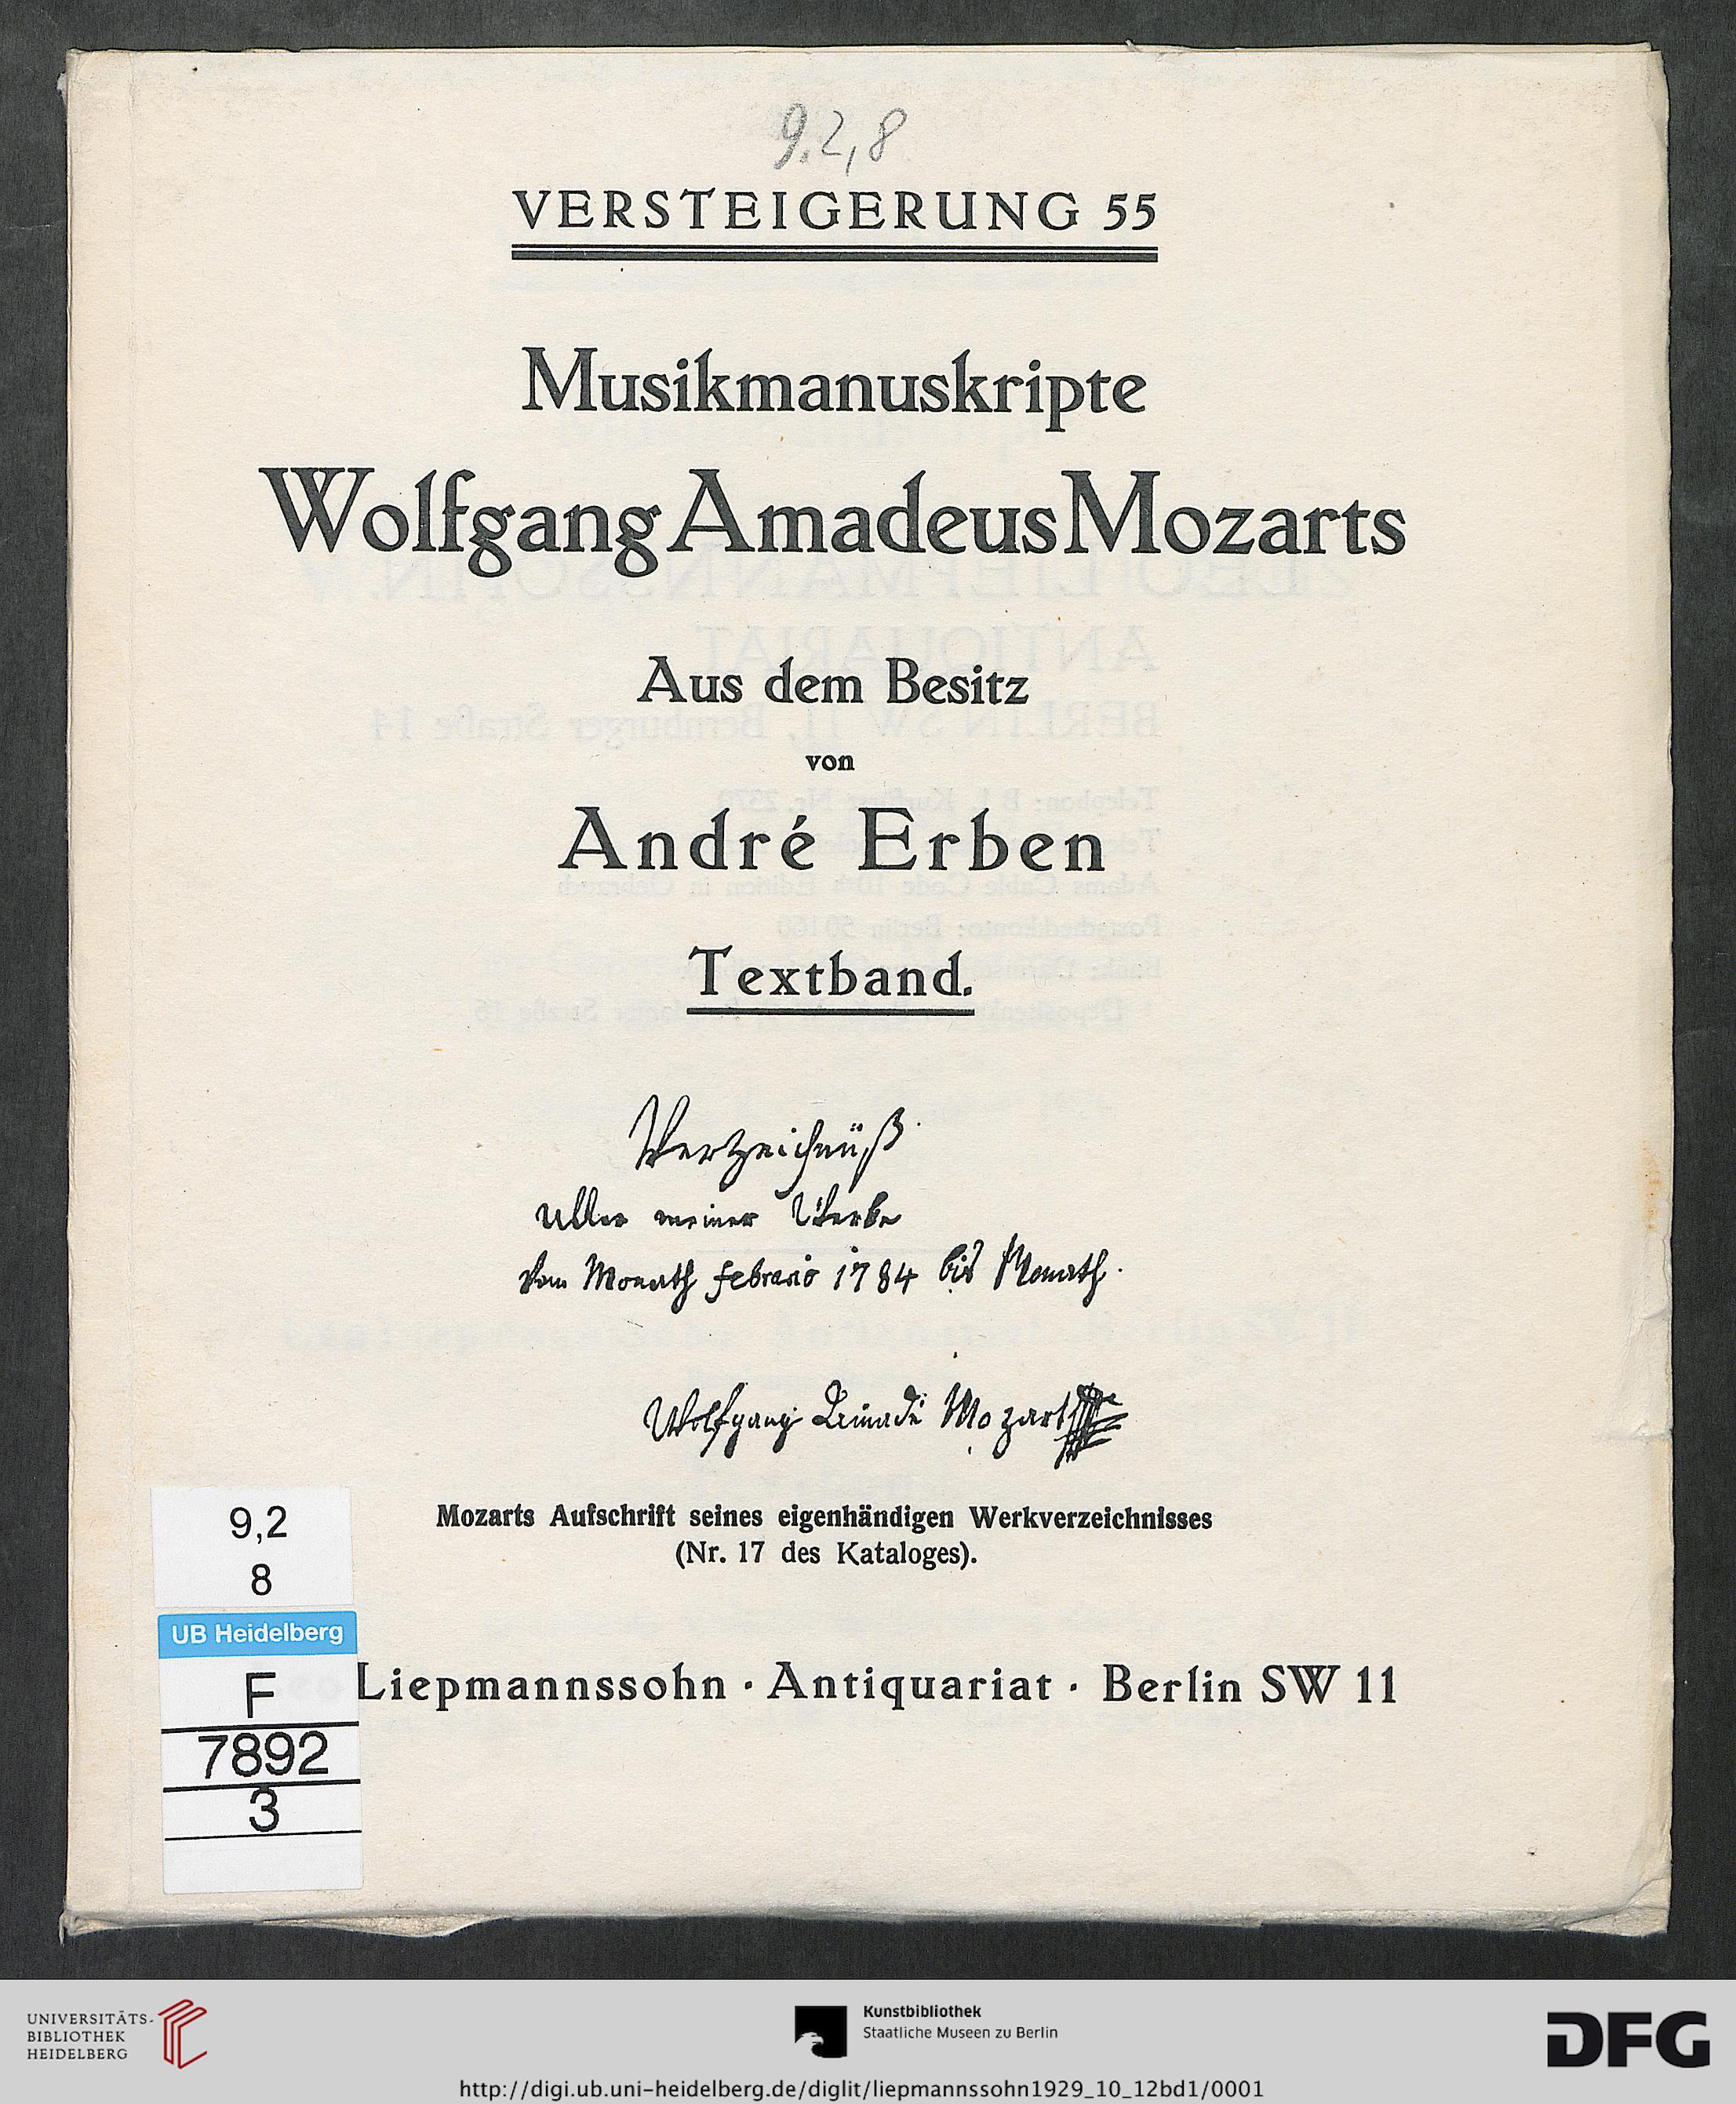 9.2,8
VERSTEIGERUNG 55
Musikmanuskripte
Wolfgang Amadeus Mozarts
Aus dem Besitz
von
André Erben
Textband.
Verzeichnüß
aller meiner Werke
vom Monath febrario 1784 bis Monath.
Wolfgang Amadé Mozart
Mozarts Aufschrift seines eigenhändigen Werkverzeichnisses
(Nr. 17 des Kataloges).
Liepmannssohn · Antiquariat · Berlin SW 11
9,2
8
UB Heidelberg
F
7892
3
UNIVERSITÄTS-
BIBLIOTHEK
HEIDELBERG
Kunstbibliothek
Staatliche Museen zu Berlin
DFG
http://digi.ub.uni-heidelberg.de/diglit/liepmannssohn1929_10_12bd1/0001